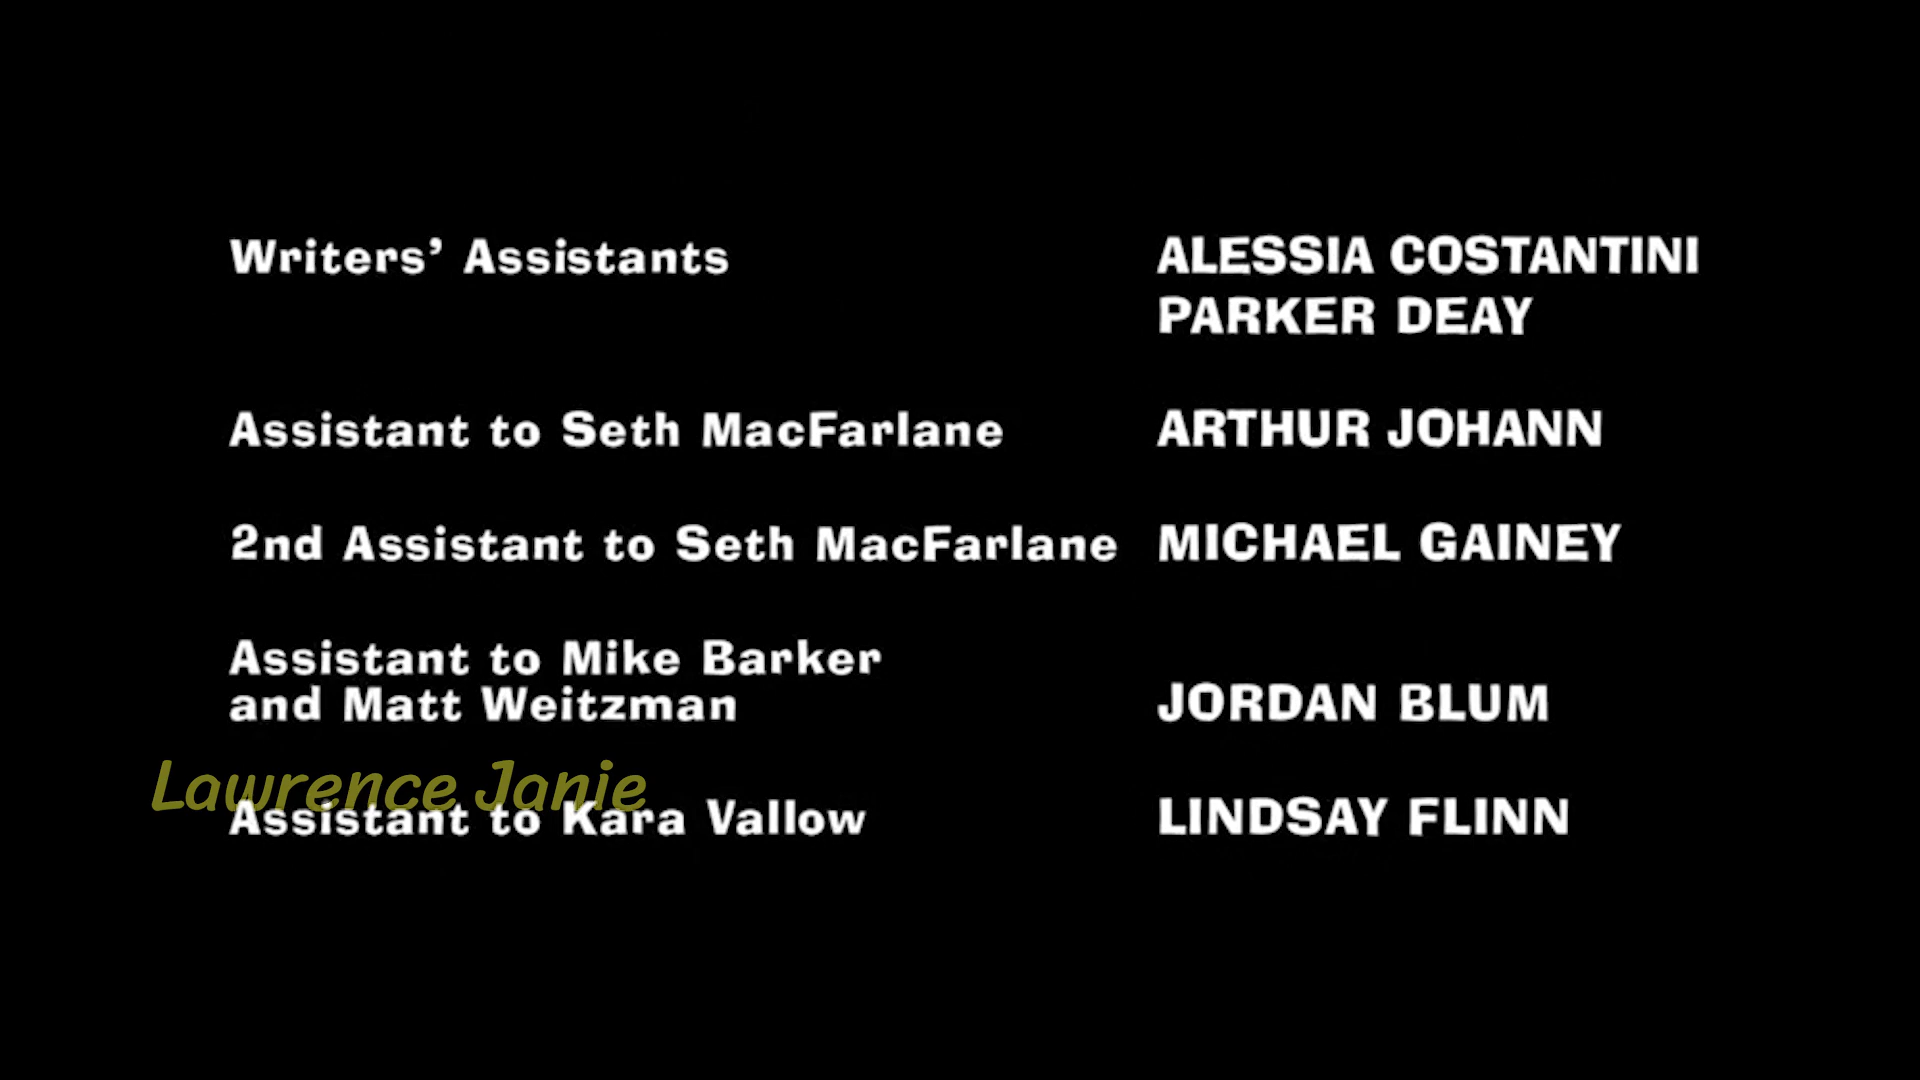 Writers’ Assistants ALESSIA COSTANTINI
PARKER DEAY
Assistant to Seth MacFarlane ARTHUR JOHANN
2nd Assistant to Seth MacFarlane MICHAEL GAINEY
Assistant to Mike Barker
and Matt Weitzman JORDAN BLUM
Lawrence Janie
Assistant to Kara Vallow LINDSAY FLINN